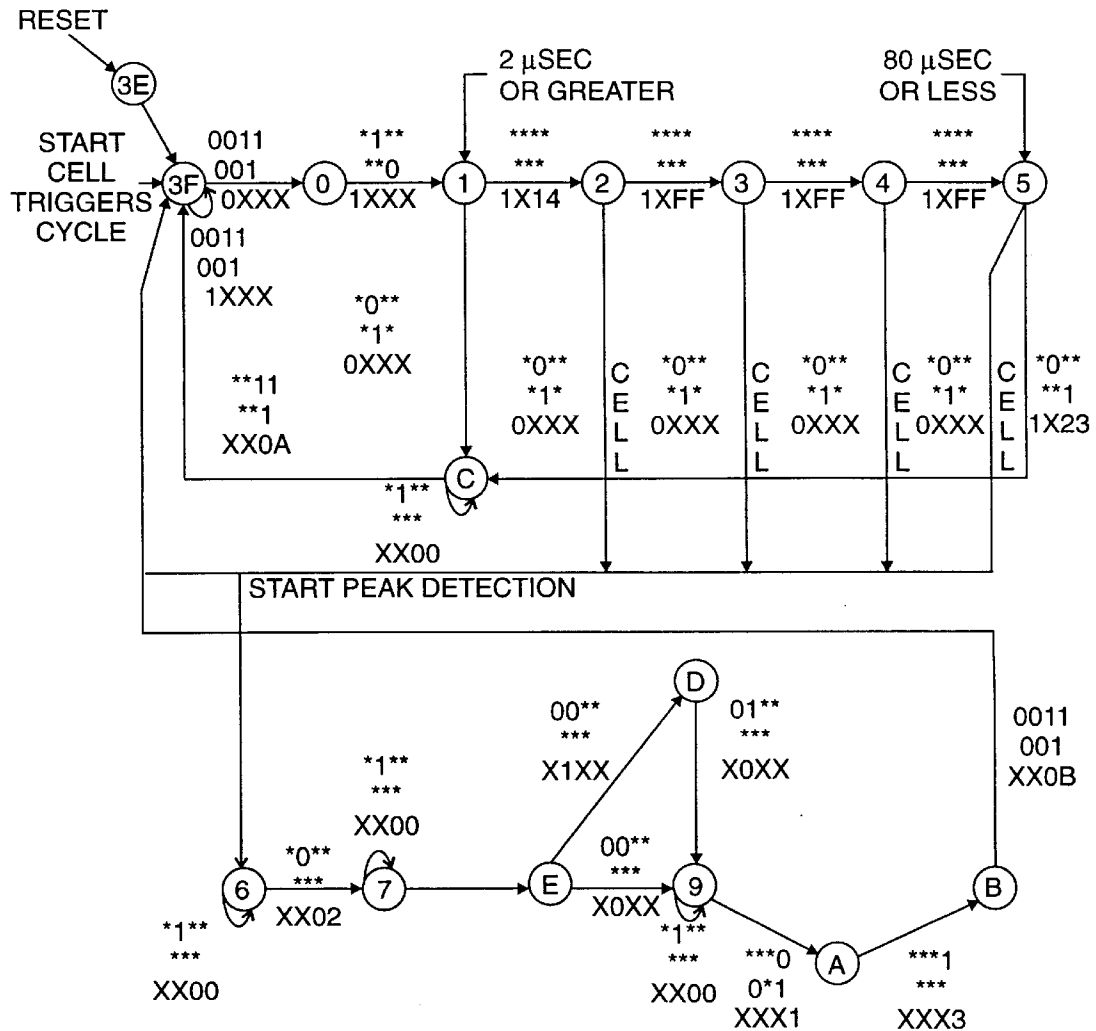 RESET
3E
START
CELL
TRIGGERS
CYCLE
3F
0011
001
0XXX
0011
001
1XXX
0
*1**
**0
1XXX
2 μSEC
OR GREATER
1
****
***
1X14
2
****
***
1XFF
3
****
***
1XFF
4
****
***
1XFF
80 μSEC
OR LESS
5
*0**
*1*
0XXX
*0**
*1*
0XXX
CELL
*0**
*1*
0XXX
CELL
*0**
*1*
0XXX
CELL
*0**
*1*
0XXX
CELL
*0**
**1
1X23
**11
**1
XX0A
C
*1**
***
XX00
START PEAK DETECTION
6
*1**
***
XX00
*0**
***
XX02
*1**
***
XX00
7
E
00**
***
X1XX
D
01**
***
X0XX
00**
***
X0XX
9
*1**
***
XX00
***0
0*1
XXX1
A
***1
***
XXX3
B
0011
001
XX0B